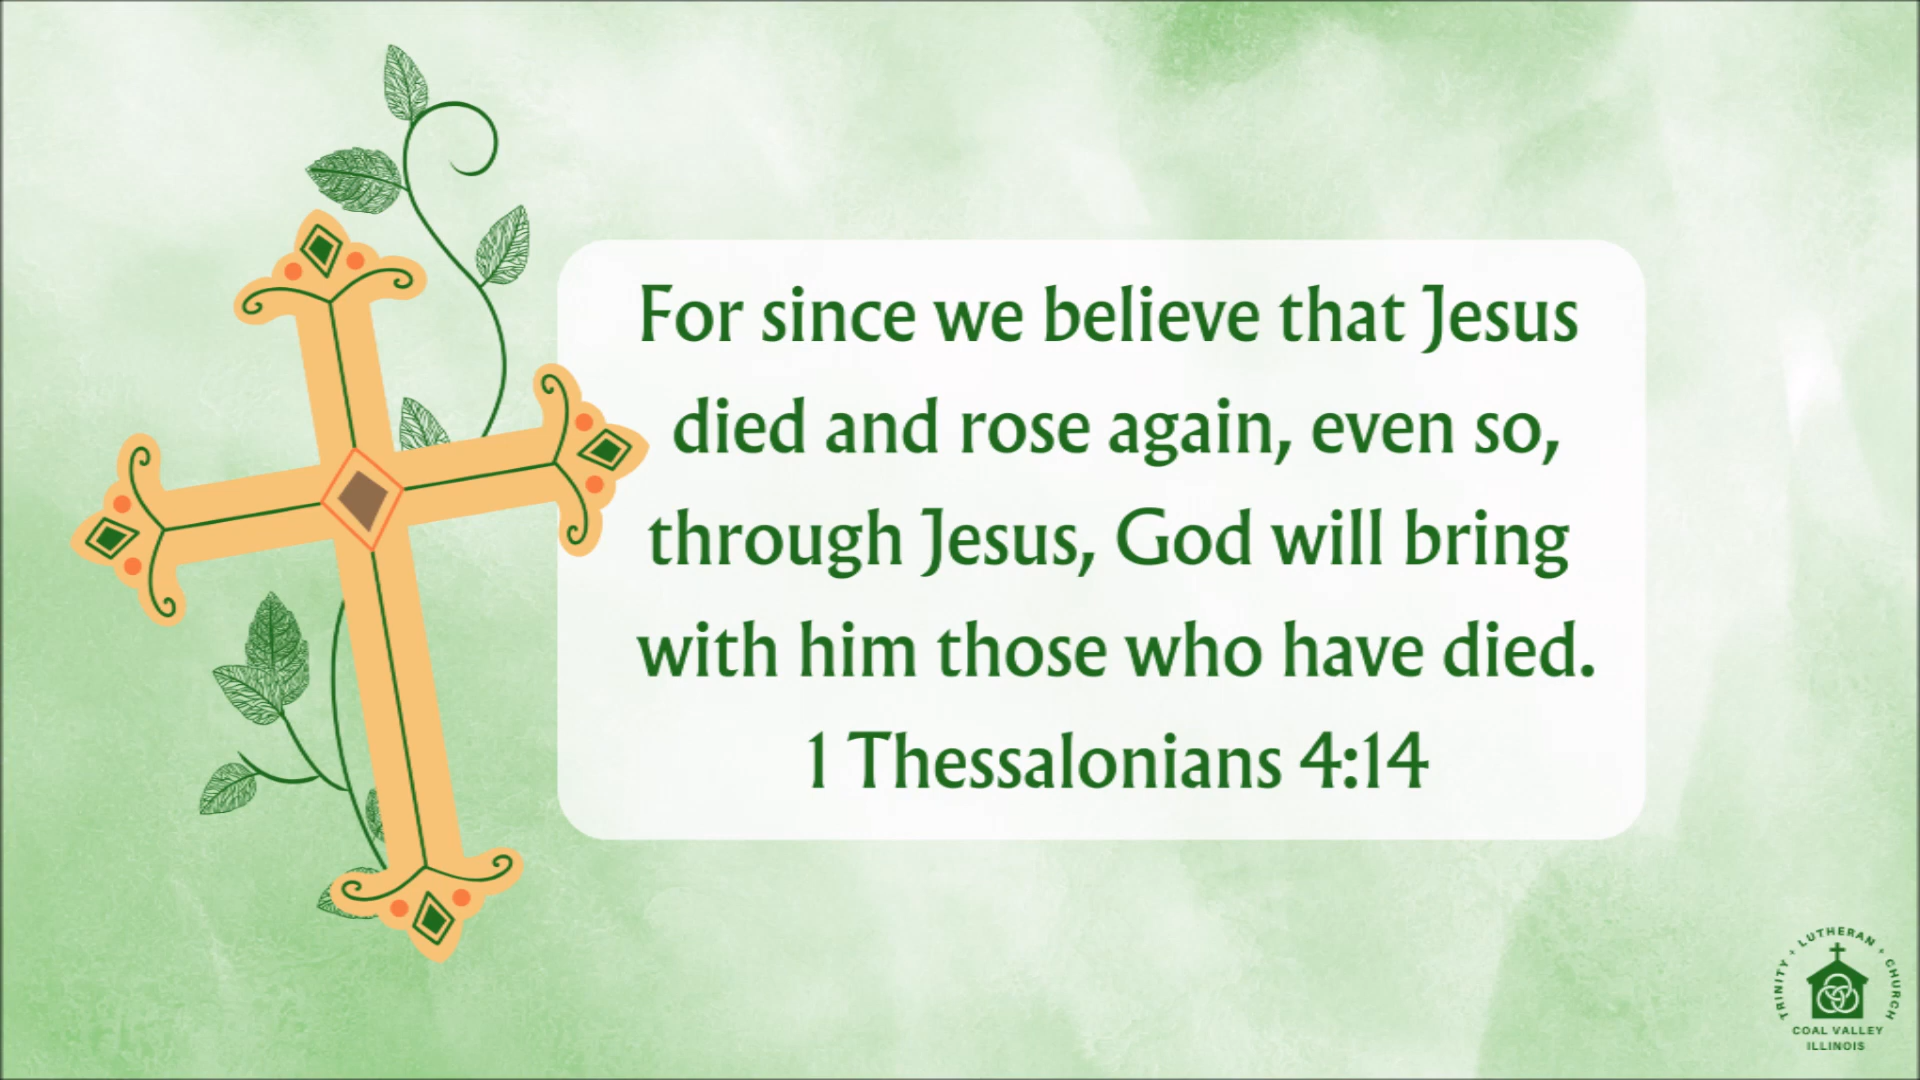 For since we believe that Jesus
died and rose again, even so,
through Jesus, God will bring
with him those who have died.
1 Thessalonians 4:14
TRINITY + LUTHERAN + CHURCH
COAL VALLEY
ILLINOIS